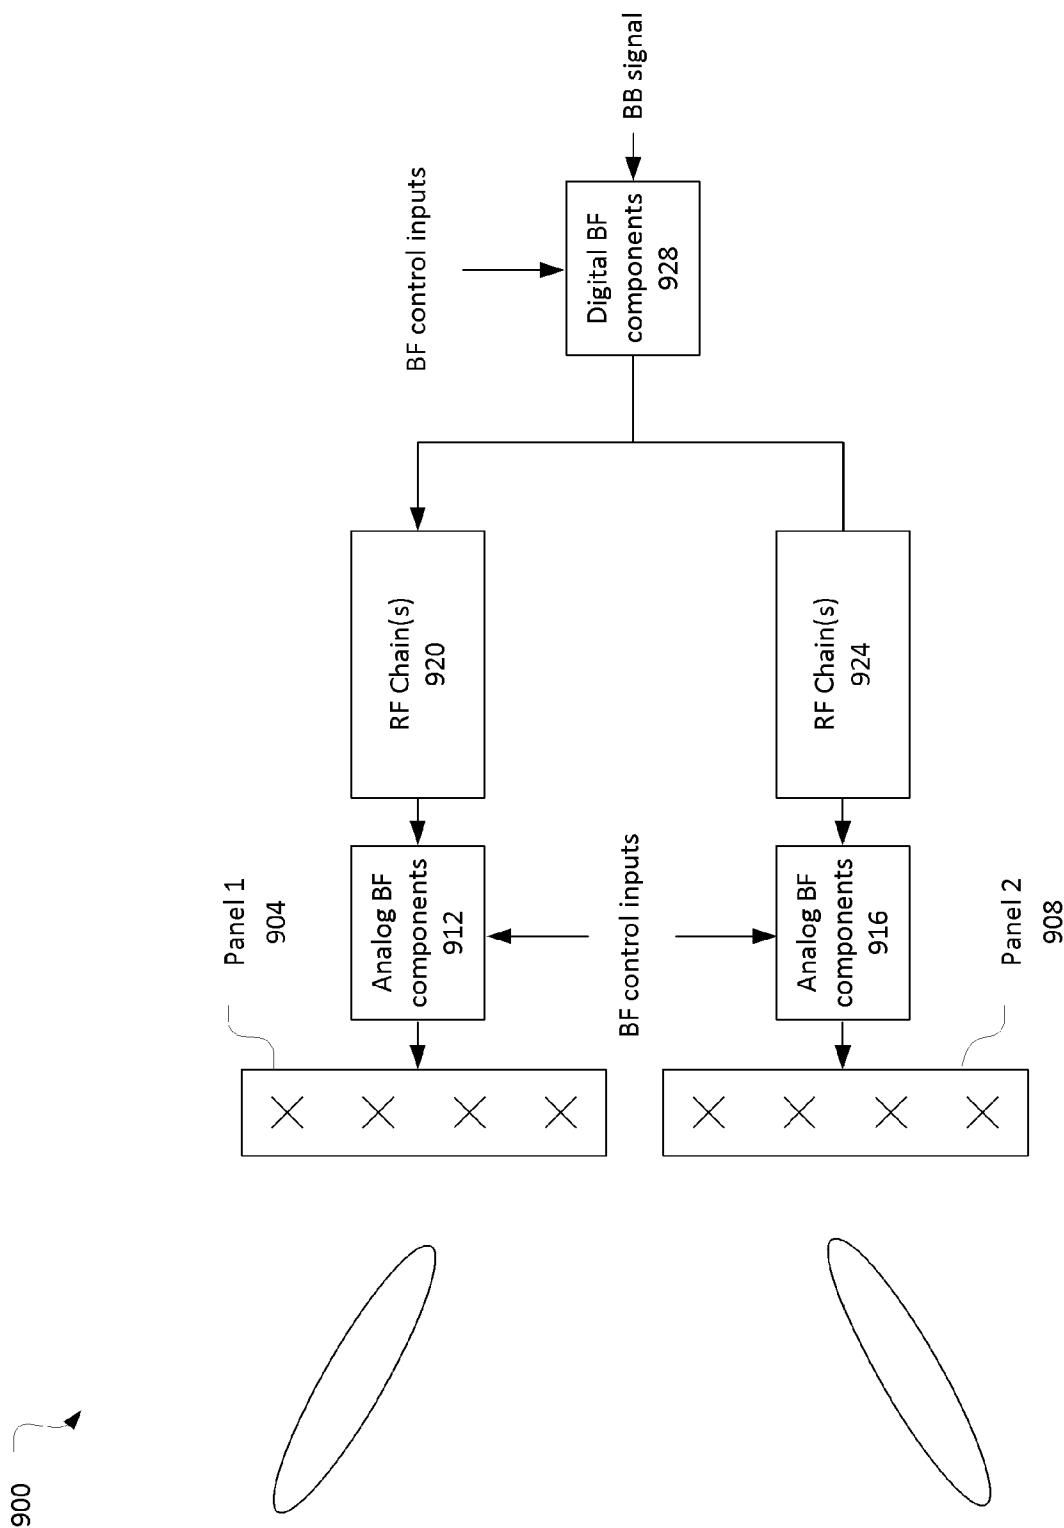 900
Panel 1
904
Analog BF
components
912
RF Chain(s)
920
BF control inputs
BF control inputs
Digital BF
components
928
BB signal
Analog BF
components
916
RF Chain(s)
924
Panel 2
908